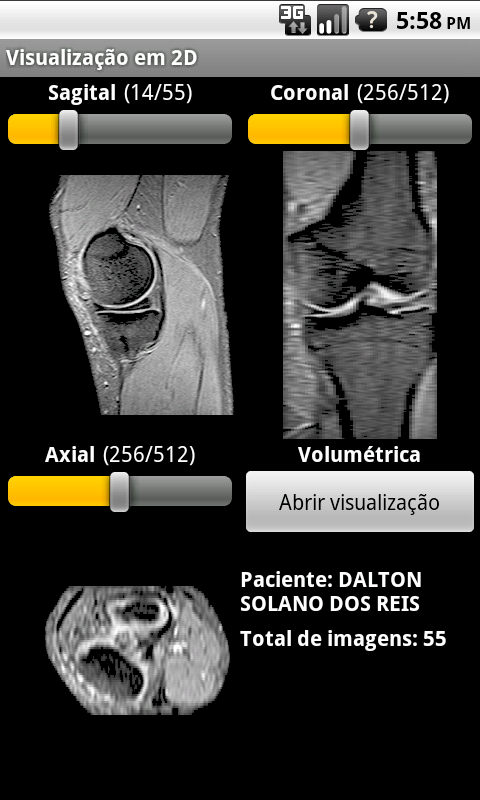 3G ? 5:58 PM
Visualização em 2D
Sagital (14/55)
Coronal (256/512)
Axial (256/512)
Volumétrica
Abrir visualização
Paciente: DALTON
SOLANO DOS REIS
Total de imagens: 55